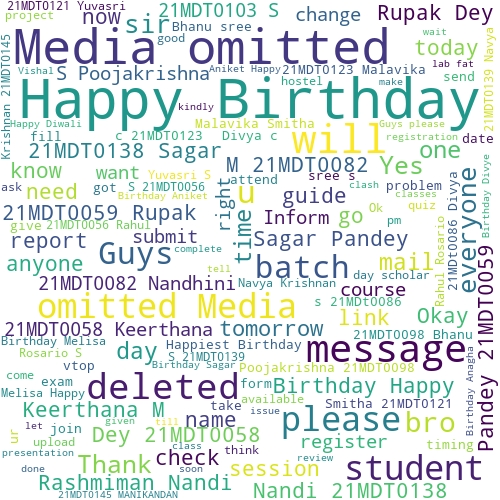 21MDT0121 Yuvasri
project
now
sir
21MDT0103 S
change
Rupak Dey
wait
Bhanu sree
good
Media omitted
today
21MDT0145
Krishnan
Vishal
S Poojakrishna
Aniket Happy
21MDT0123 Malavika
lab fat
send
21MDT0139 Navya
hostel
make
Happy Birthday
kindly
Happy Diwali
Malavika Smitha
Guys please
registration
c 21MDT0123
Divya c
will
one
date
fill
21MDT0138 Sagar
M 21MDT0082
Yes
know
want
sree s
clash
problem
ask
need
got
S 21MDT0056
Yuvasri S
attend
classes
Birthday Aniket
u
guide
quiz
Ok
right
time
21MDT0059 Rupak
give
21MDT0056 Rahul
Inform
go
pm
Rahul Rosario
21MDT0086 Divya
everyone
Birthday Divye
report
submit
Sagar Pandey
anyone
Guys
complete
tell
batch
mail
day scholar
21MDT0082 Nandhini
Navya Krishnan
course
s 21MDT0086
Pandey 21MDT0059
omitted Media
link
Okay
21MDT0058 Keerthana
tomorrow
21MDT0098 Bhanu
Birthday Melisa
Rosario S
day
Happiest Birthday
S 21MDT0139
Birthday Sagar
message
come
vtop
Poojakrishna 21MDT0098
exam
deleted
form
available
Birthday Happy
Smitha 21MDT0121
Melisa Happy
Birthday Anagha
Keerthana M
take
issue
name
please
bro
let
join
given
till
ur
upload
Dey 21MDT0058
class
register
timing
presentation
Thank
check
think
session
review
student
done
soon
Rashmiman Nandi
Nandi 21MDT0138
21MDT0145 MANIKANDAN